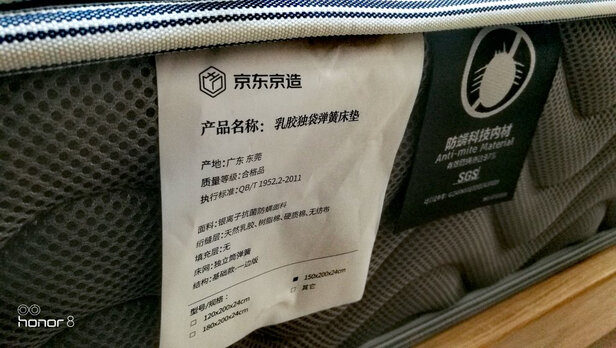 京东京造
产品名称：乳胶独袋弹簧床垫
产地：广东 东莞
质量等级：合格品
执行标准：QB/T 1952.2-2011
面料：银离子抗菌防螨面料
绗缝层：天然乳胶、树脂棉、硬质棉、无纺布
填充层：无
床网：独立筒弹簧
结构：基础款·一边版
型号/规格：
□ 120x200x24cm ■ 150x200x24cm
□ 180x200x24cm □ 其它
防螨科技内材
Anti-mite Material
SGS
honor 8